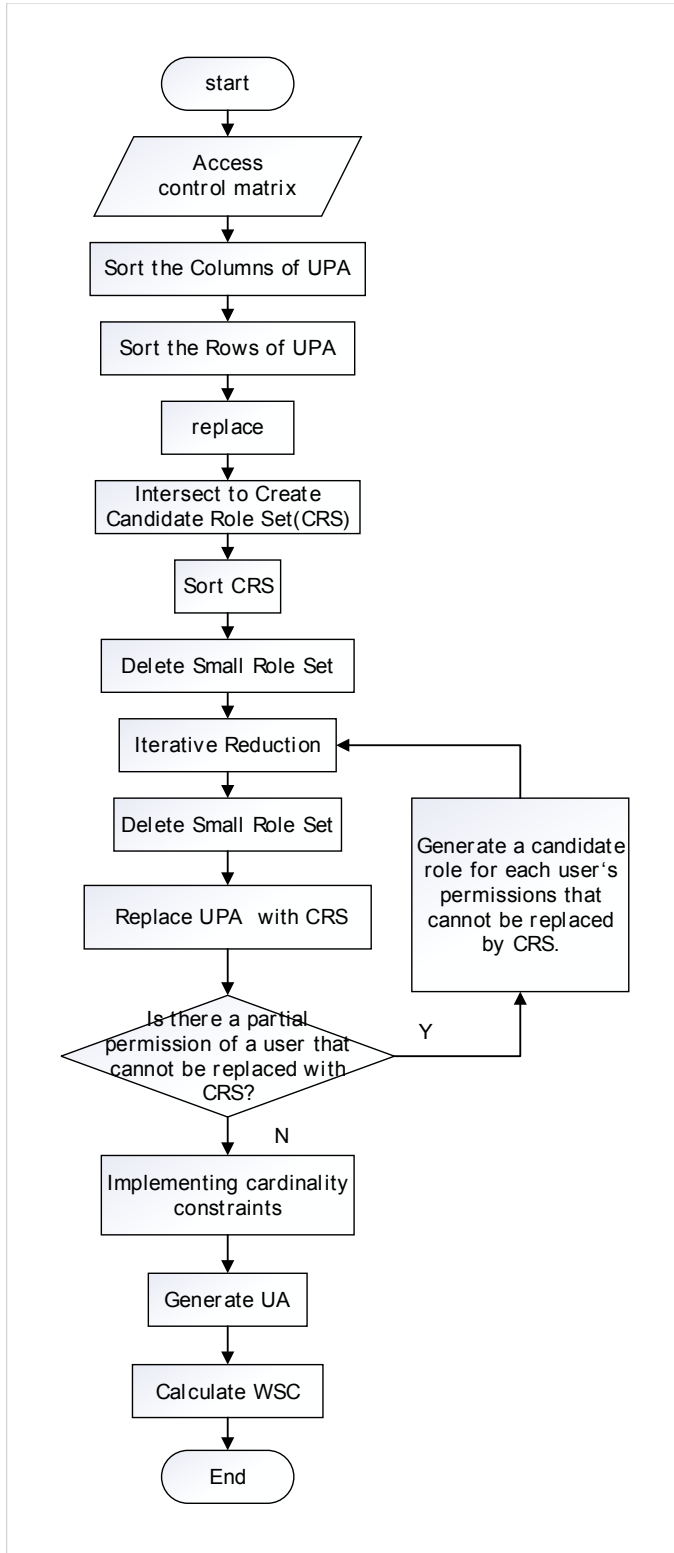 start
Access
control matrix
Sort the Columns of UPA
Sort the Rows of UPA
replace
Intersect to Create
Candidate Role Set(CRS)
Sort CRS
Delete Small Role Set
Iterative Reduction
Delete Small Role Set
Replace UPA with CRS
Is there a partial
permission of a user that
cannot be replaced with
CRS?
Y
Generate a candidate
role for each user‘s
permissions that
cannot be replaced
by CRS.
N
Implementing cardinality
constraints
Generate UA
Calculate WSC
End